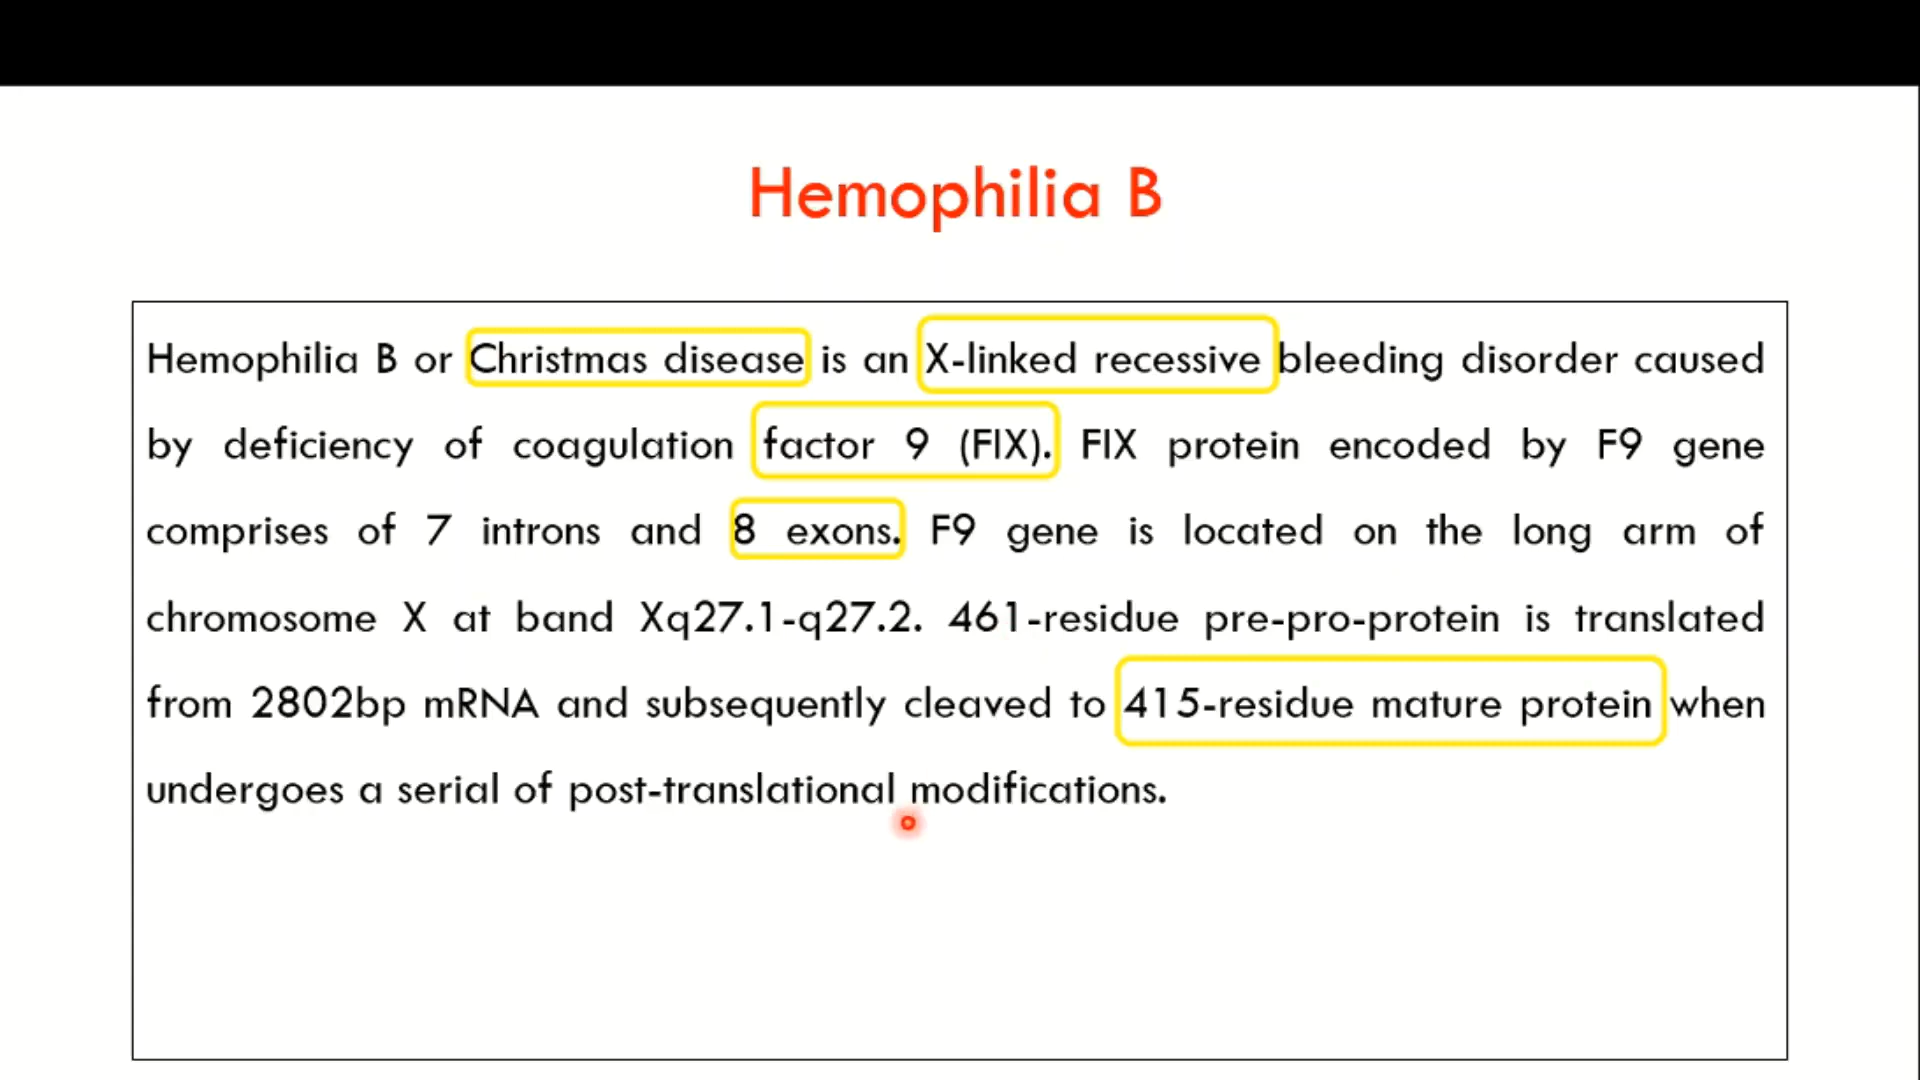 Hemophilia B
Hemophilia B or Christmas disease is an X-linked recessive bleeding disorder caused
by deficiency of coagulation factor 9 (FIX). FIX protein encoded by F9 gene
comprises of 7 introns and 8 exons. F9 gene is located on the long arm of
chromosome X at band Xq27.1-q27.2. 461-residue pre-pro-protein is translated
from 2802bp mRNA and subsequently cleaved to 415-residue mature protein when
undergoes a serial of post-translational modifications.